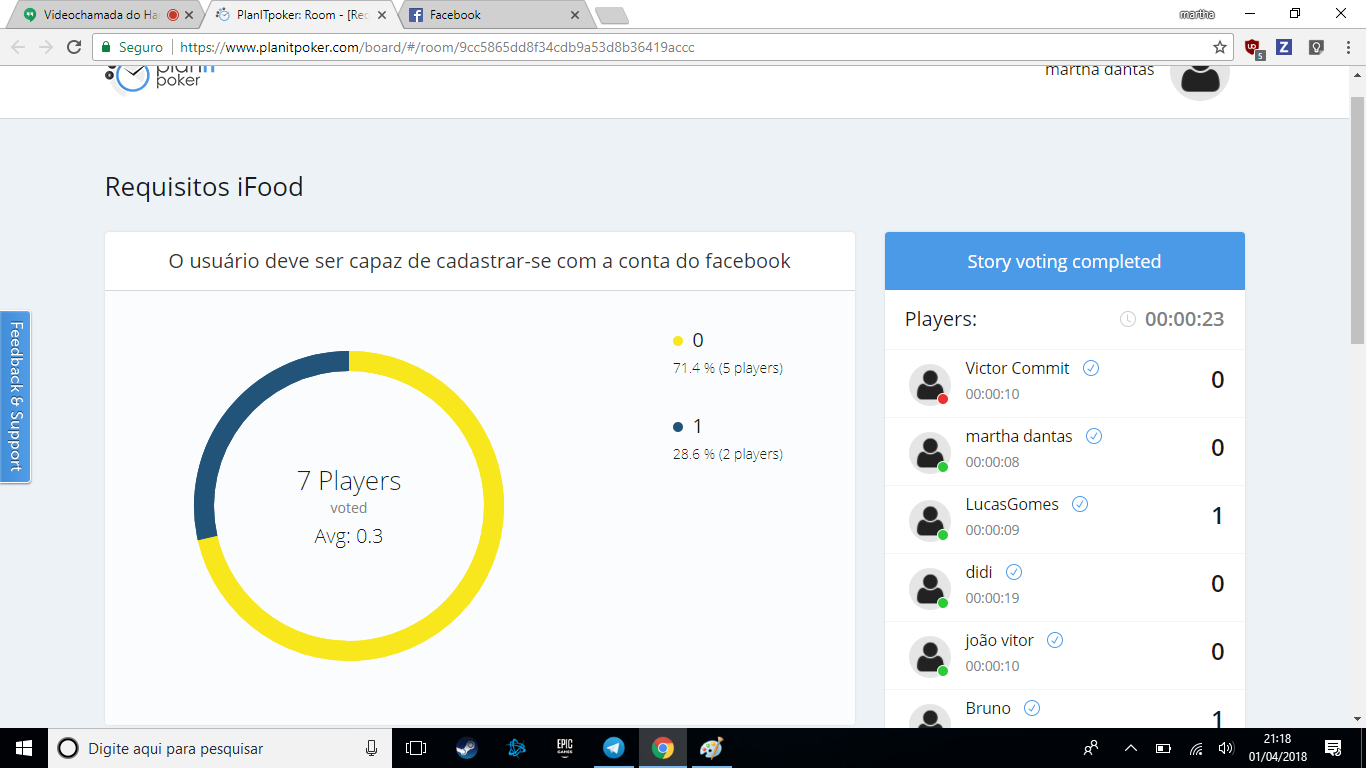 Videochamada do Ha
PlanITpoker: Room - [Req
Facebook
martha
Seguro
https://www.planitpoker.com/board/#/room/9cc5865dd8f34cdb9a53d8b36419accc
5
planIT
poker
martha dantas
Requisitos iFood
O usuário deve ser capaz de cadastrar-se com a conta do facebook
0
71.4 % (5 players)
1
28.6 % (2 players)
7 Players
voted
Avg: 0.3
Feedback & Support
Story voting completed
Players:
00:00:23
Victor Commit
00:00:10
0
martha dantas
00:00:08
0
LucasGomes
00:00:09
1
didi
00:00:19
0
joão vitor
00:00:10
0
Bruno
1
Digite aqui para pesquisar
EPIC
GAMES
21:18
01/04/2018